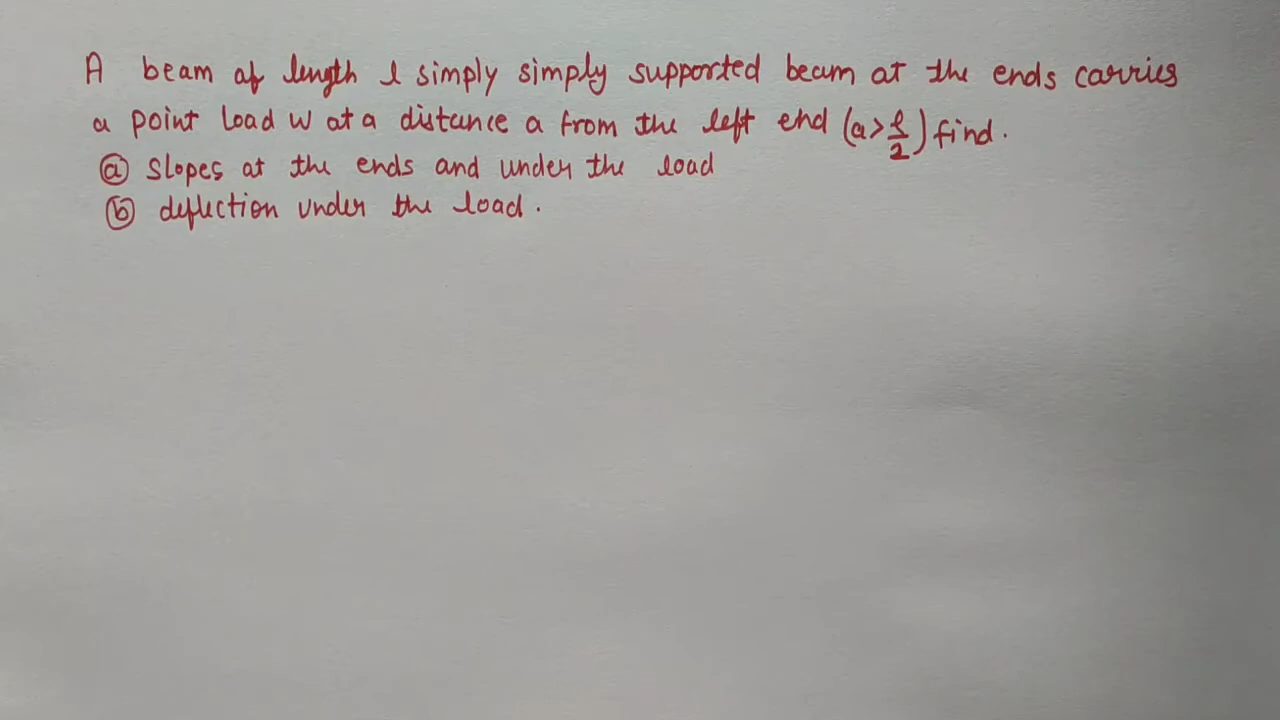 A beam of length l simply simply supported beam at the ends carries
a point load W at a distance a from the left end (a > l/2) find.
(a) slopes at the ends and under the load
(b) deflection under the load.